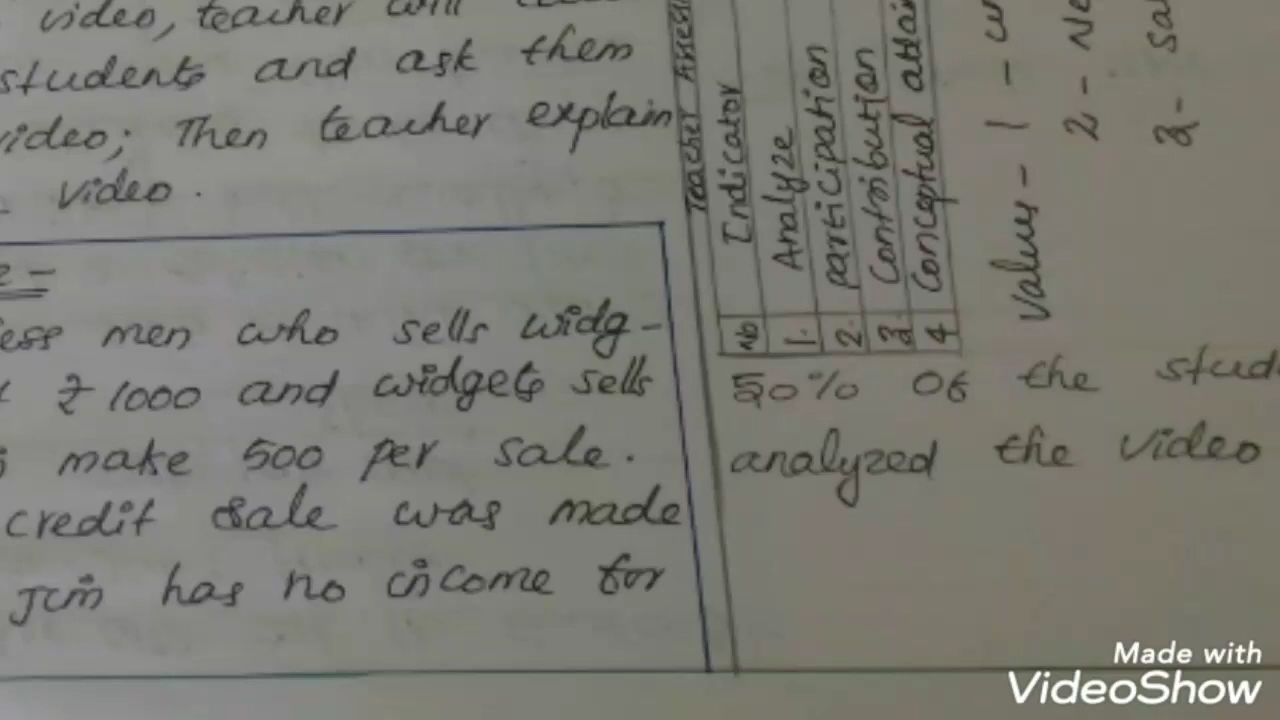 video, teacher will
students and ask them
video; Then teacher explain
video.
men who sells widg-
₹1000 and widgets sells
make 500 per sale.
credit sale was made
Jim has no income for
Teacher
No Indicator
1. Analyze
2. participation
3. Contribution
4 Conceptual
Values - 1 -
2 -
3 -
50% of the
analyzed the video
Made with
VideoShow